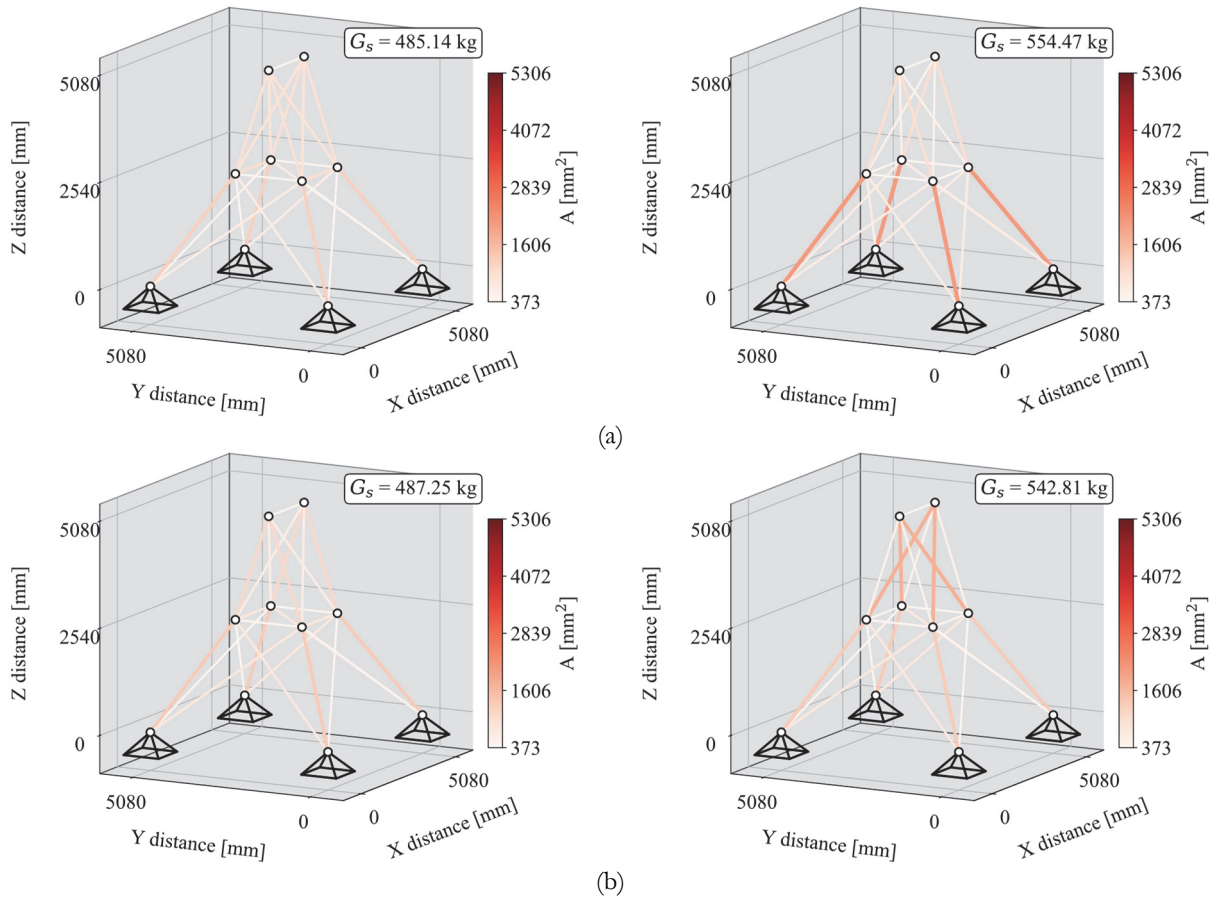 Gs = 485.14 kg
5080
2540
0
Z distance [mm]
5080
0
Y distance [mm]
0
5080
X distance [mm]
5306
4072
2839
1606
373
A [mm²]
Gs = 554.47 kg
5080
2540
0
Z distance [mm]
5080
0
Y distance [mm]
0
5080
X distance [mm]
5306
4072
2839
1606
373
A [mm²]
(a)
Gs = 487.25 kg
5080
2540
0
Z distance [mm]
5080
0
Y distance [mm]
0
5080
X distance [mm]
5306
4072
2839
1606
373
A [mm²]
Gs = 542.81 kg
5080
2540
0
Z distance [mm]
5080
0
Y distance [mm]
0
5080
X distance [mm]
5306
4072
2839
1606
373
A [mm²]
(b)